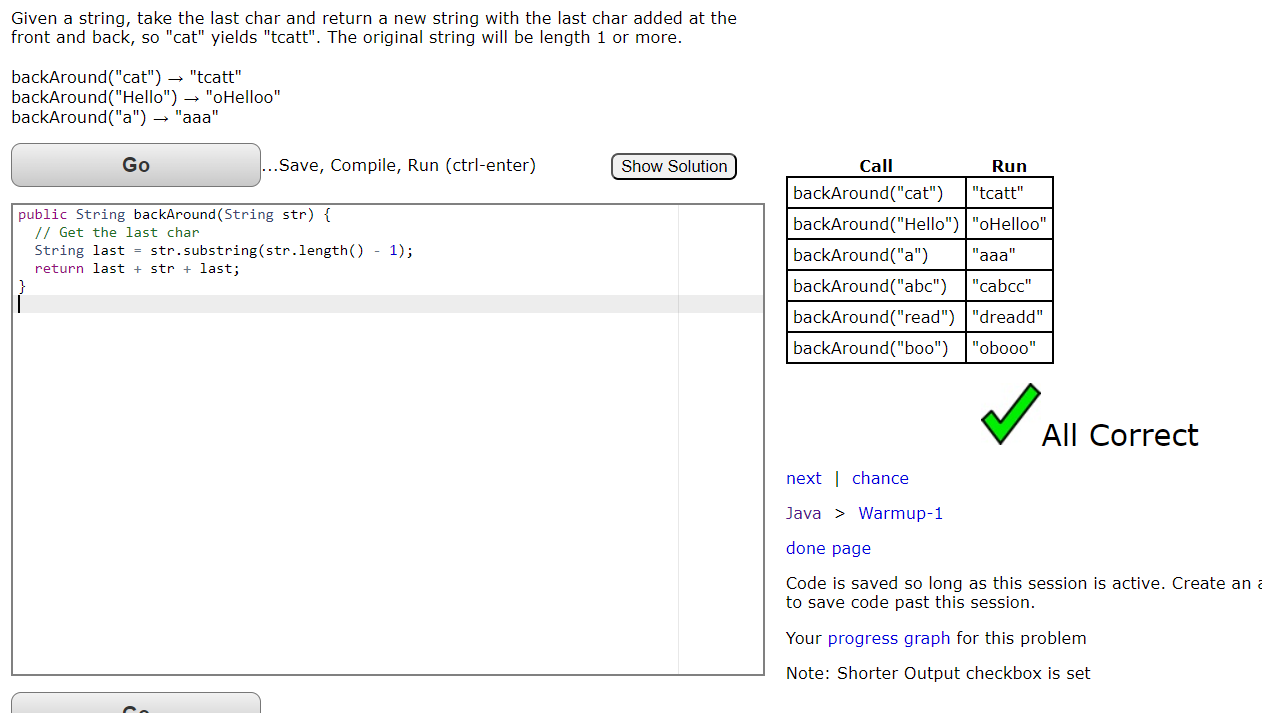 Given a string, take the last char and return a new string with the last char added at the
front and back, so "cat" yields "tcatt". The original string will be length 1 or more.
backAround("cat") → "tcatt"
backAround("Hello") → "oHelloo"
backAround("a") → "aaa"
Go
...Save, Compile, Run (ctrl-enter)
Show Solution
public String backAround(String str) {
  // Get the last char
  String last = str.substring(str.length() - 1);
  return last + str + last;
}
Call Run
backAround("cat") "tcatt"
backAround("Hello") "oHelloo"
backAround("a") "aaa"
backAround("abc") "cabcc"
backAround("read") "dreadd"
backAround("boo") "obooo"
All Correct
next | chance
Java > Warmup-1
done page
Code is saved so long as this session is active. Create an
to save code past this session.
Your progress graph for this problem
Note: Shorter Output checkbox is set